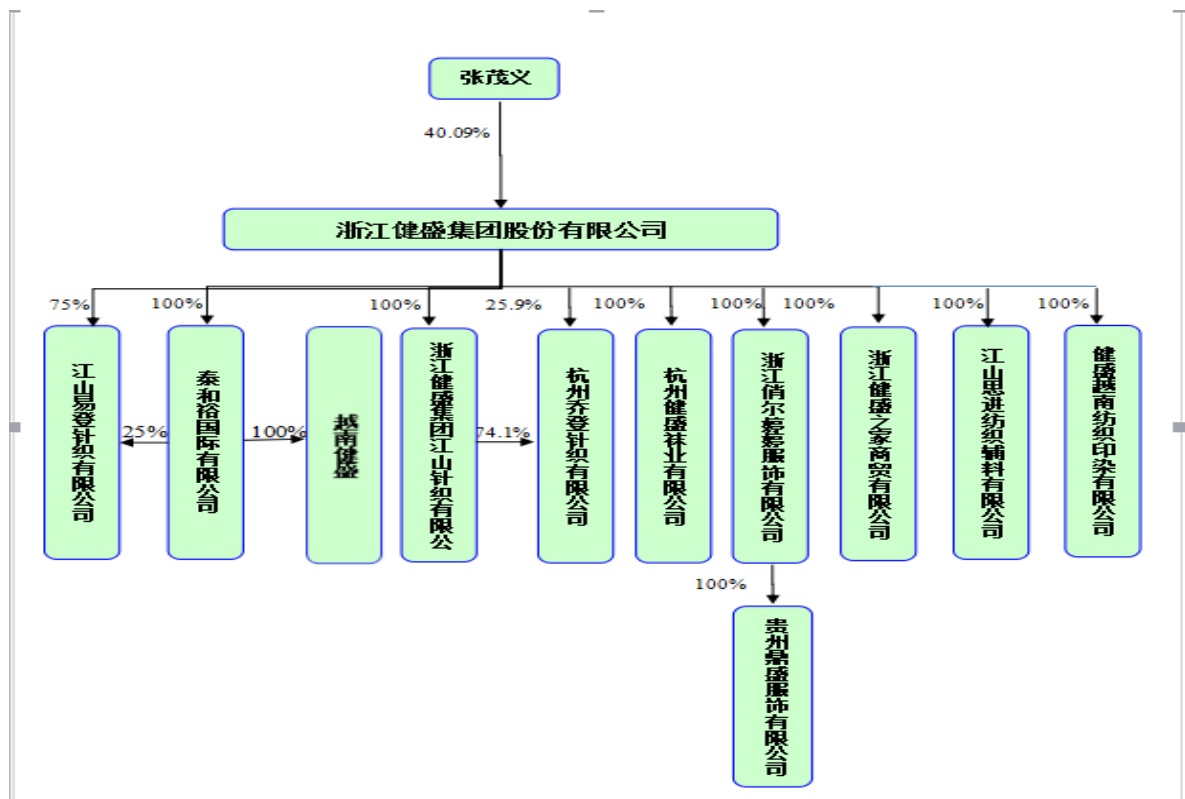 张茂义
40.09%
浙江健盛集团股份有限公司
75%
100%
100%
25.9%
100%
100%
100%
100%
100%
江山易登针织有限公司
25%
泰和裕国际有限公司
100%
越南健盛
浙江健盛集团江山针织有限公
74.1%
杭州乔登针织有限公司
杭州健盛袜业有限公司
浙江俏尔婷婷服饰有限公司
浙江健盛之家商贸有限公司
江山思进纺织辅料有限公司
健盛越南纺织印染有限公司
100%
贵州鼎盛服饰有限公司